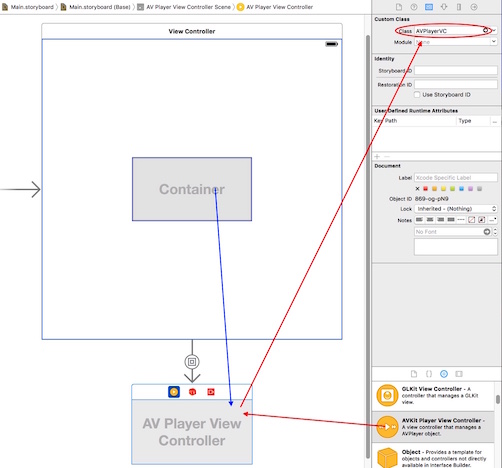 Main.storyboard
Main.storyboard (Base)
AV Player View Controller Scene
AV Player View Controller
View Controller
Container
AV Player View
Controller
Custom Class
Class AVPlayerVC
Module None
Identity
Storyboard ID
Restoration ID
Use Storyboard ID
User Defined Runtime Attributes
Key Path Type ...
Document
Label Xcode Specific Label
Object ID 869-og-pN9
Lock Inherited - (Nothing)
Notes
No Font
GLKit View Controller - A
controller that manages a GLKit
view.
AVKit Player View Controller -
A view controller that manages a
AVPlayer object.
Object - Provides a template for
objects and controllers not directly
available in Interface Builder.